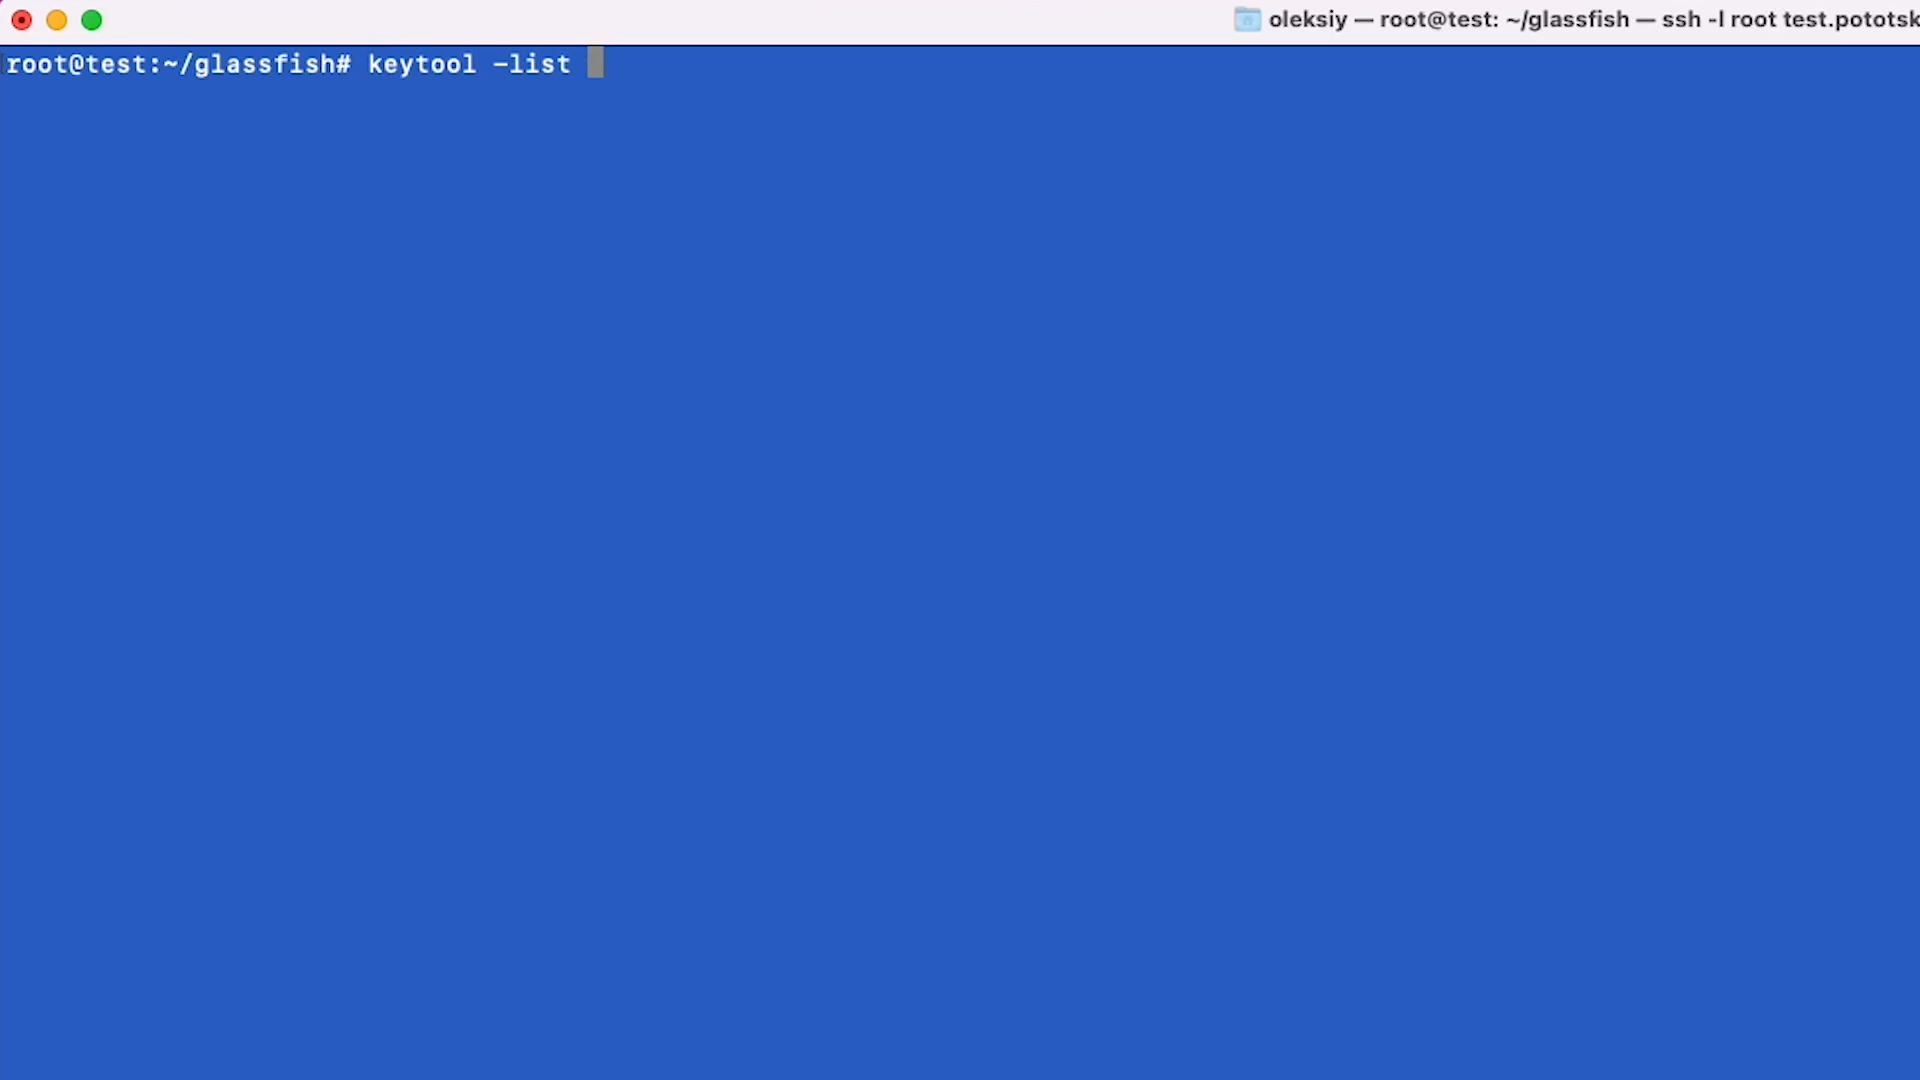 oleksiy — root@test: ~/glassfish — ssh -l root test.pototsk
root@test:~/glassfish# keytool -list